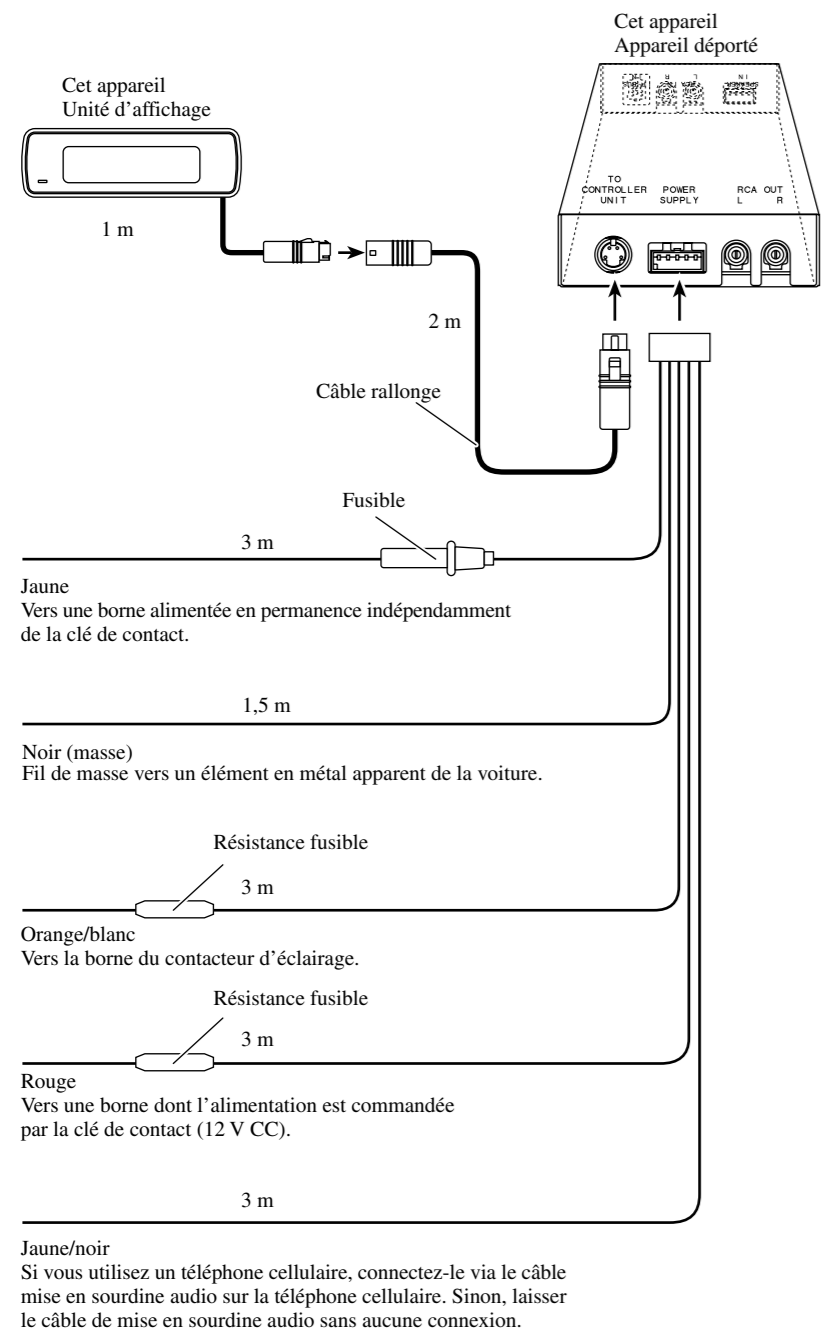 Cet appareil
Appareil déporté
Cet appareil
Unité d’affichage
R
L
IN
TO
CONTROLLER
UNIT
POWER
SUPPLY
RCA OUT
L R
1 m
2 m
Câble rallonge
Fusible
3 m
Jaune
Vers une borne alimentée en permanence indépendamment
de la clé de contact.
1,5 m
Noir (masse)
Fil de masse vers un élément en métal apparent de la voiture.
Résistance fusible
3 m
Orange/blanc
Vers la borne du contacteur d’éclairage.
Résistance fusible
3 m
Rouge
Vers une borne dont l’alimentation est commandée
par la clé de contact (12 V CC).
3 m
Jaune/noir
Si vous utilisez un téléphone cellulaire, connectez-le via le câble
mise en sourdine audio sur la téléphone cellulaire. Sinon, laisser
le câble de mise en sourdine audio sans aucune connexion.